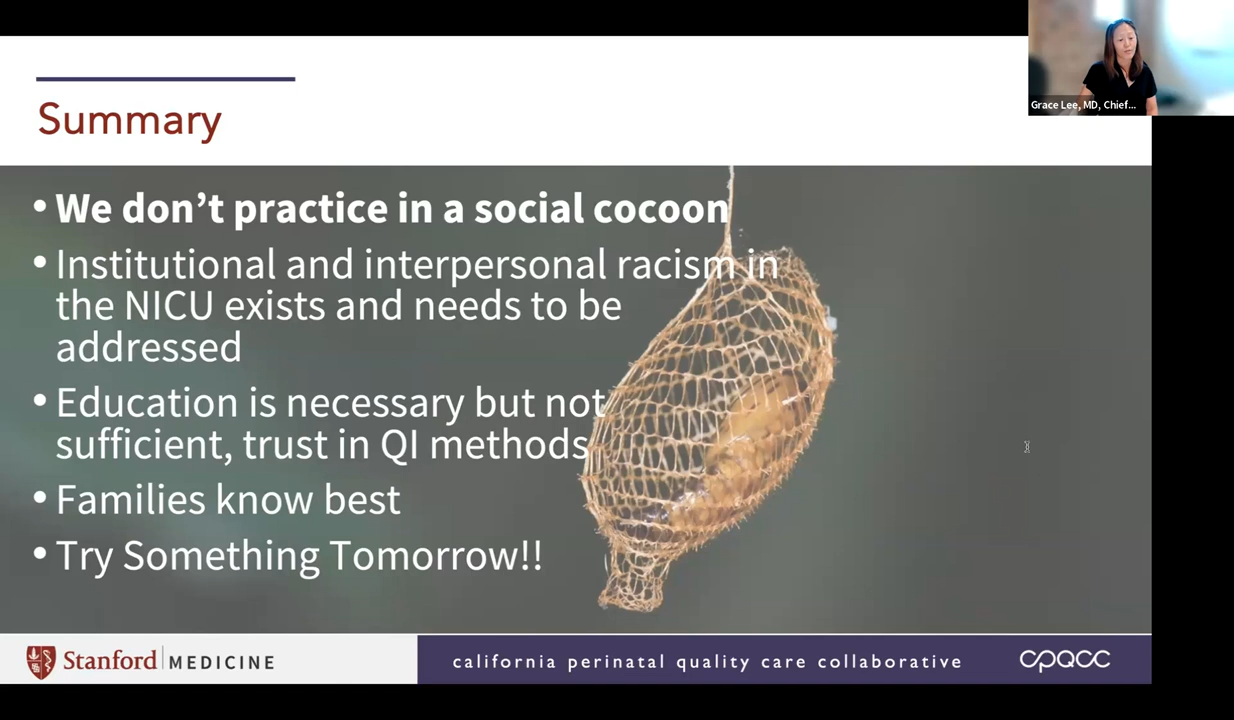 Grace Lee, MD, Chief...
Summary
• We don’t practice in a social cocoon
• Institutional and interpersonal racism in
the NICU exists and needs to be
addressed
• Education is necessary but not
sufficient, trust in QI methods
• Families know best
• Try Something Tomorrow!!
Stanford MEDICINE
california perinatal quality care collaborative
cpqcc